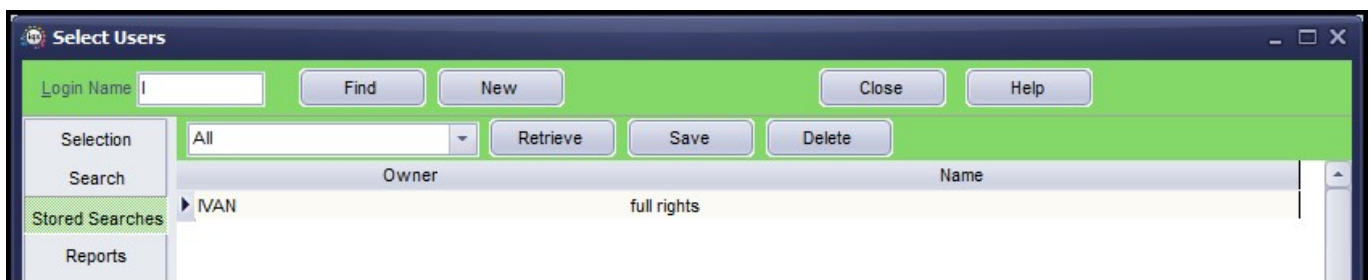 Select Users
Login Name I Find New Close Help
Selection All Retrieve Save Delete
Search Owner Name
Stored Searches IVAN full rights
Reports